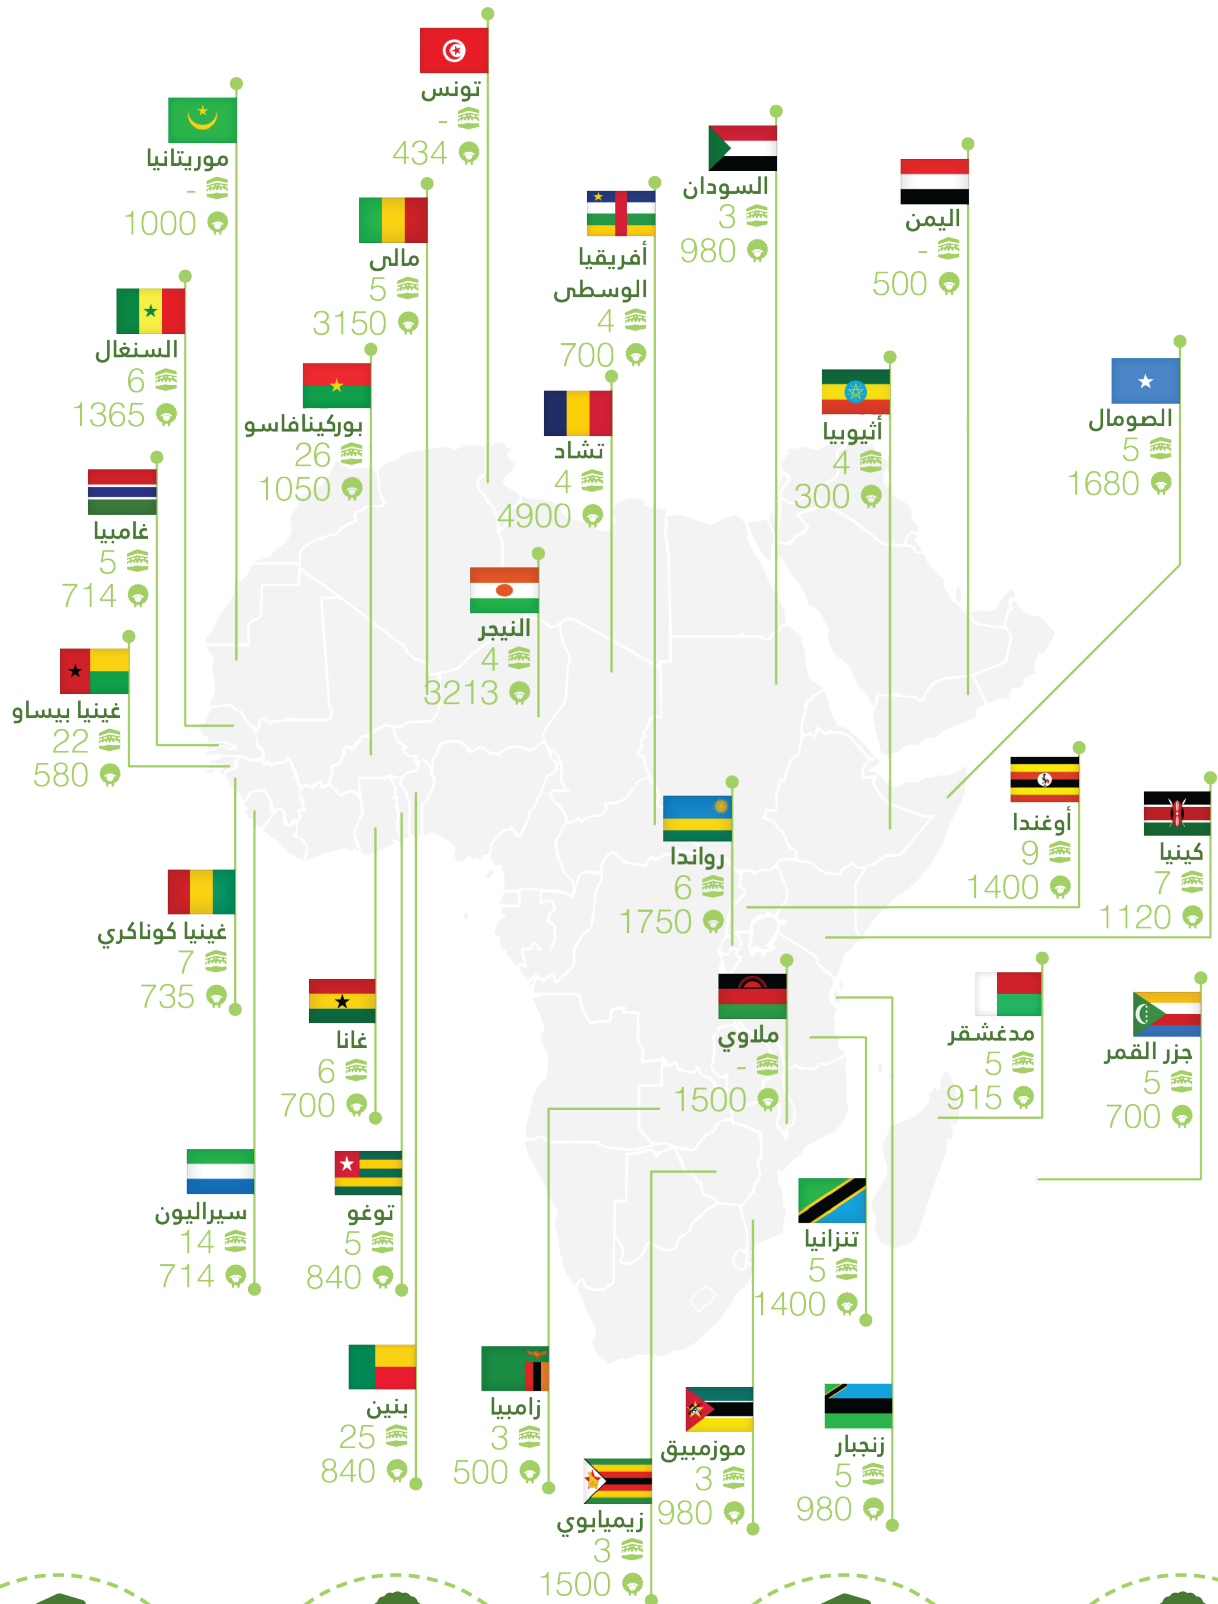 تونس
-
434
موريتانيا
-
1000
السودان
3
980
اليمن
-
500
مالى
5
3150
أفريقيا
الوسطى
4
700
السنغال
6
1365
بوركينافاسو
26
1050
تشاد
4
4900
أثيوبيا
4
300
الصومال
5
1680
غامبيا
5
714
النيجر
4
3213
غينيا بيساو
22
580
رواندا
6
1750
أوغندا
9
1400
كينيا
7
1120
غينيا كوناكري
7
735
غانا
6
700
ملاوي
-
1500
مدغشقر
5
915
جزر القمر
5
700
سيراليون
14
714
توغو
5
840
تنزانيا
5
1400
بنين
25
840
زامبيا
3
500
موزمبيق
3
980
زنجبار
5
980
زيميابوي
3
1500